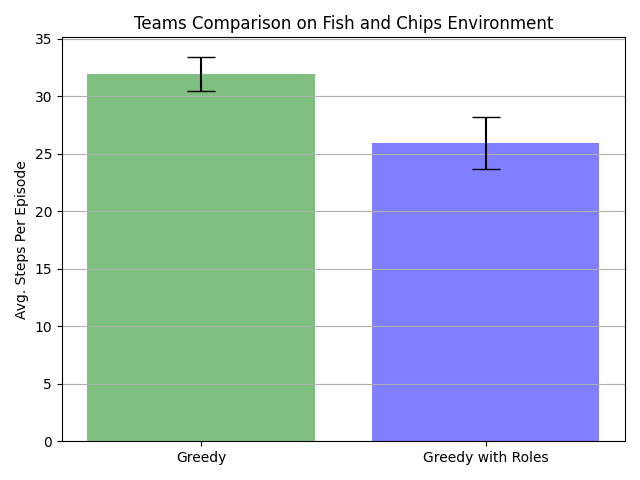 Teams Comparison on Fish and Chips Environment
35
30
25
20
15
10
5
0
Avg. Steps Per Episode
Greedy
Greedy with Roles